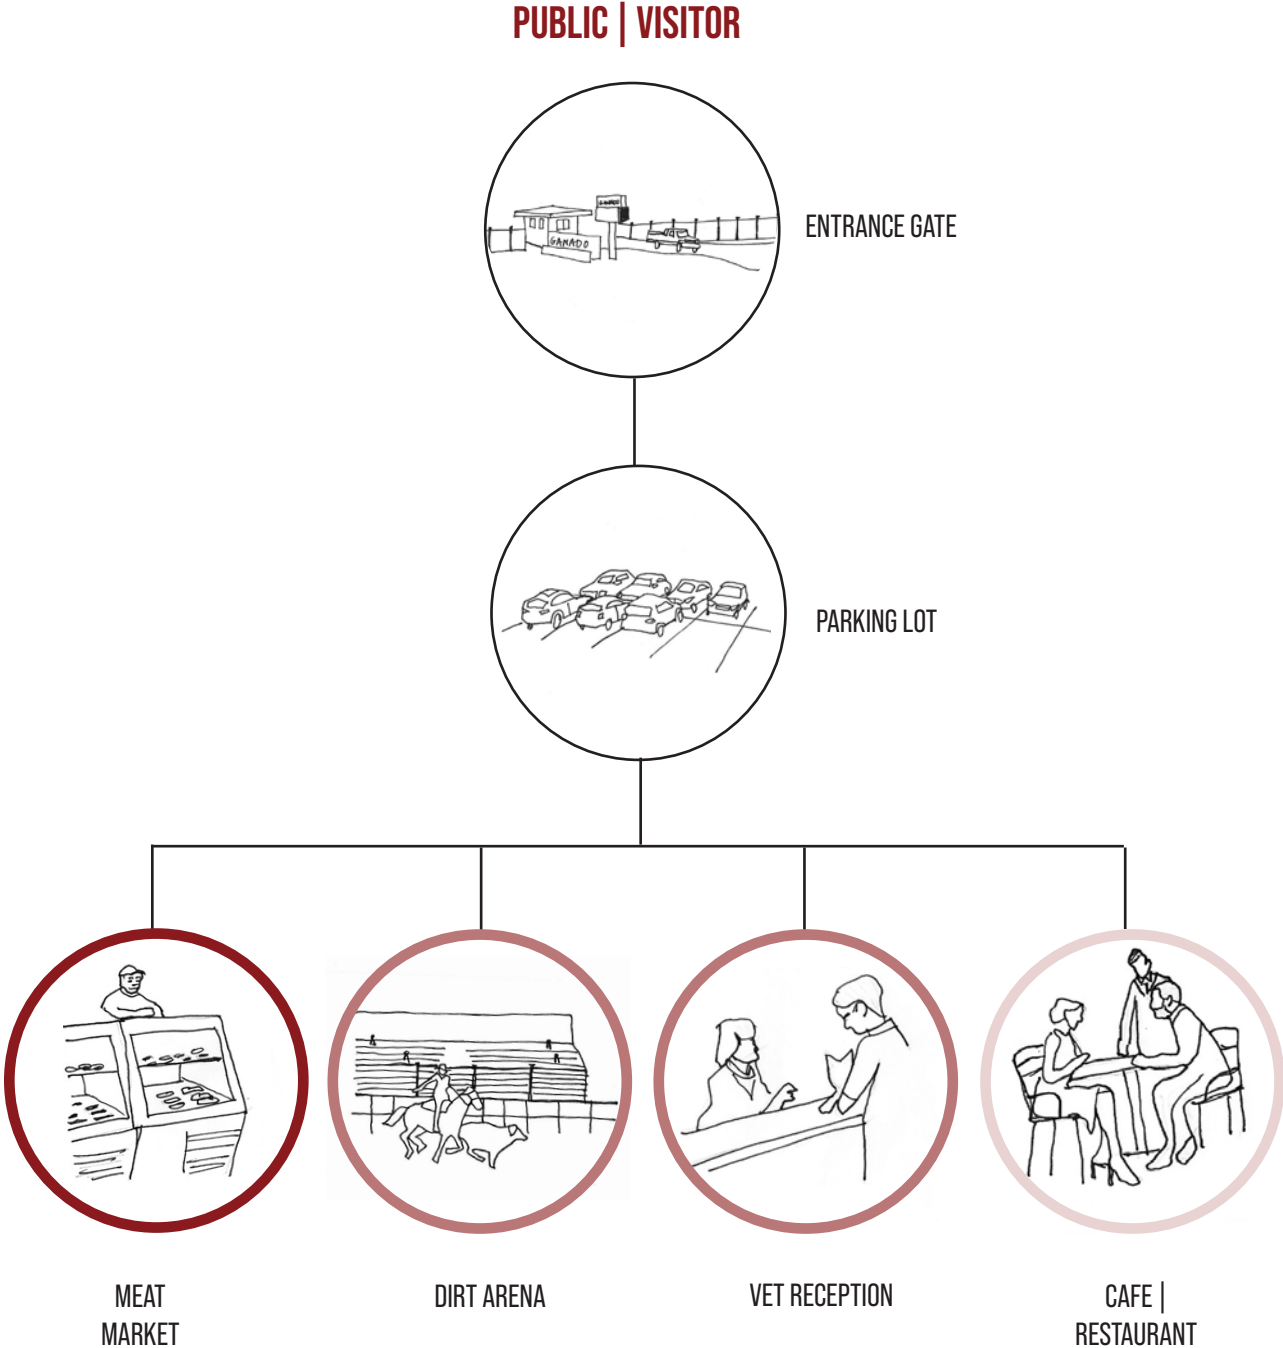 PUBLIC | VISITOR
GANADO
ENTRANCE GATE
PARKING LOT
MEAT
MARKET
DIRT ARENA
VET RECEPTION
CAFE |
RESTAURANT